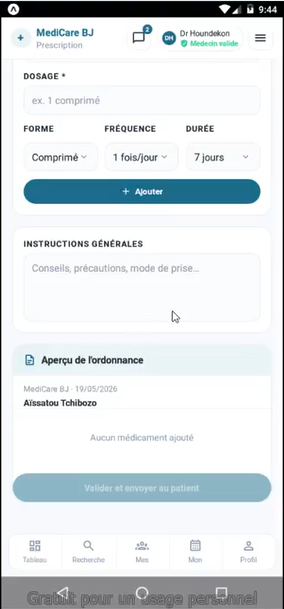 9:44
MediCare BJ
Prescription
2
DH
Dr Houndekon
Médecin valide
DOSAGE *
ex. 1 comprimé
FORME FRÉQUENCE DURÉE
Comprimé 1 fois/jour 7 jours
+ Ajouter
INSTRUCTIONS GÉNÉRALES
Conseils, précautions, mode de prise...
Aperçu de l'ordonnance
MediCare BJ · 19/05/2026
Aïssatou Tchibozo
Aucun médicament ajouté
Valider et envoyer au patient
Tableau Recherche Mes Mon Profil
Gratuit pour un usage personnel